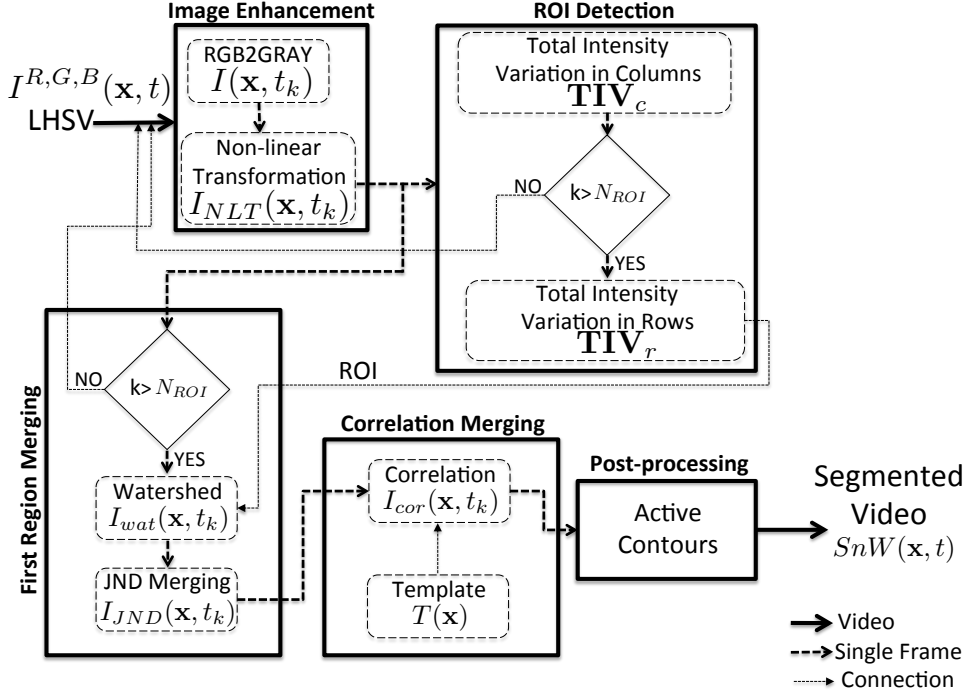 Image Enhancement
RGB2GRAY
I(x, t_k)
Non-linear
Transformation
I_{NLT}(x, t_k)
I^{R,G,B}(x, t)
LHSV
ROI Detection
Total Intensity
Variation in Columns
TIV_c
k> N_{ROI}
NO
YES
Total Intensity
Variation in Rows
TIV_r
ROI
First Region Merging
k> N_{ROI}
NO
YES
Watershed
I_{wat}(x, t_k)
JND Merging
I_{JND}(x, t_k)
Correlation Merging
Correlation
I_{cor}(x, t_k)
Template
T(x)
Post-processing
Active
Contours
Segmented
Video
SnW(x, t)
Video
Single Frame
Connection